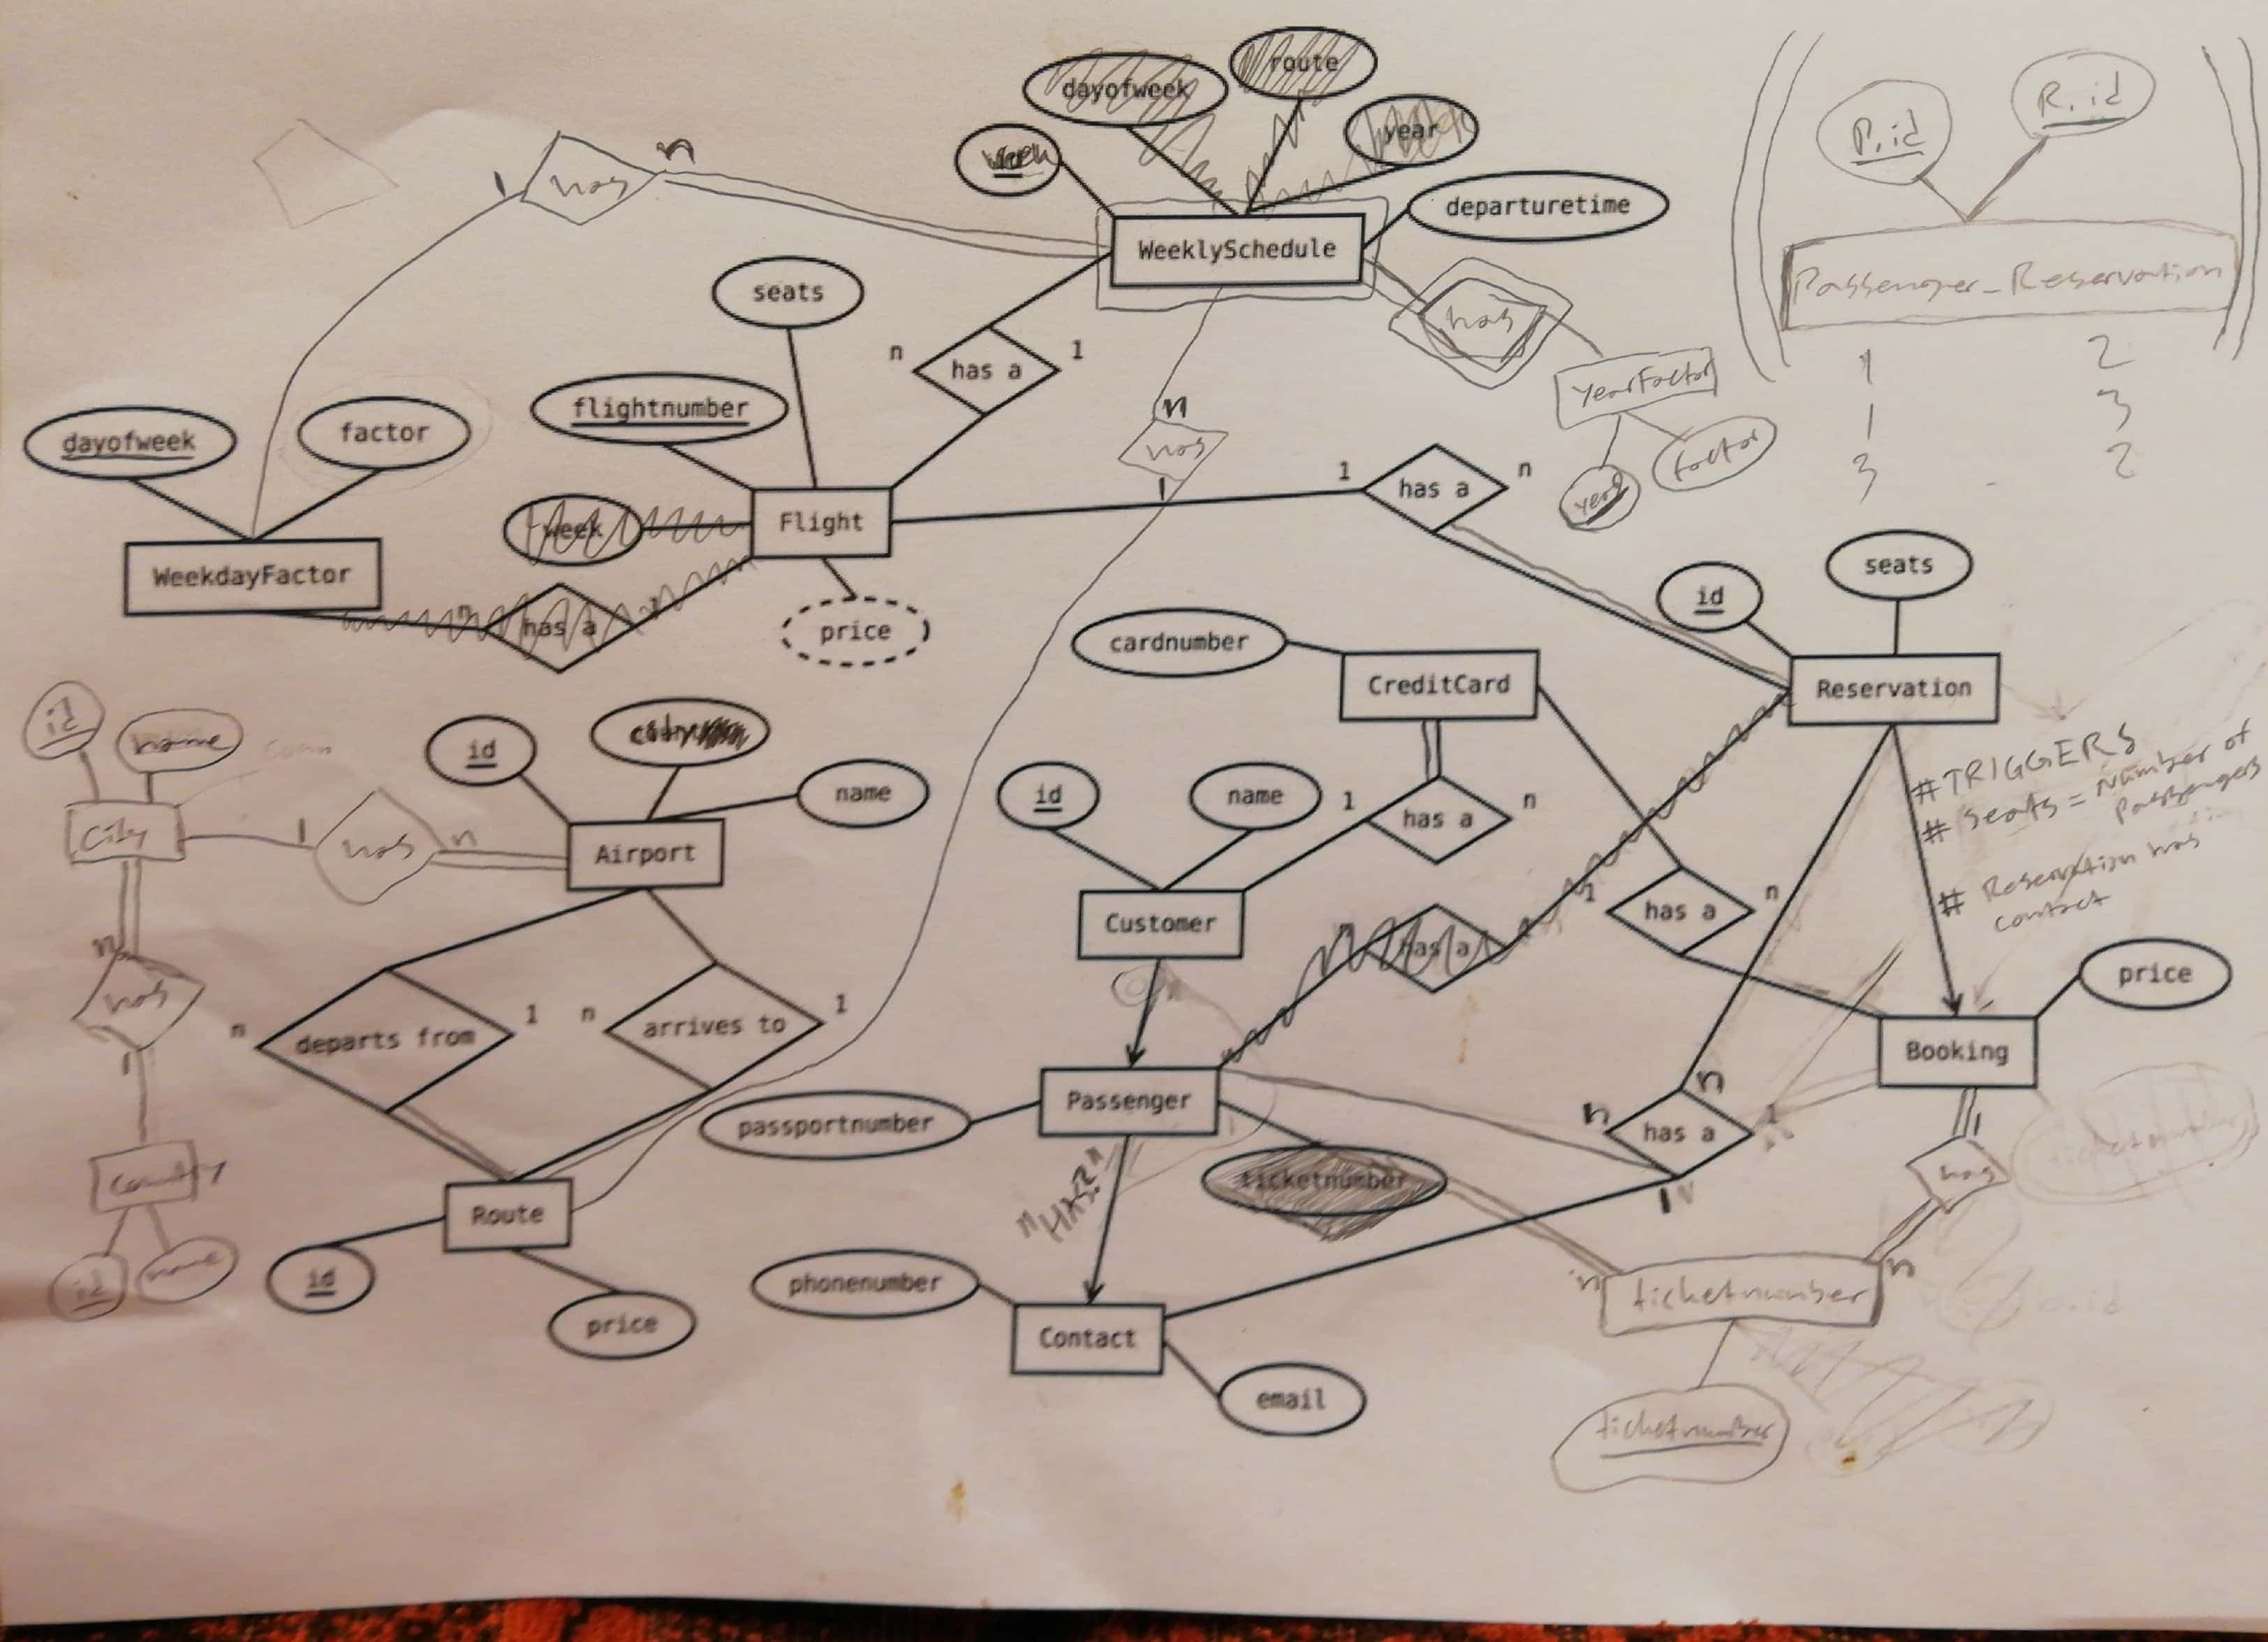 dayofweek
route
year
departuretime
WeeklySchedule
P.id
R.id
Passenger_Reservation
1 2
1 3
3 2
1
has
n
has
YearFactor
year
factor
seats
n
has a
1
flightnumber
dayofweek
factor
n
has
1
1
has a
n
week
Flight
WeekdayFactor
n
has a
1
price
id
seats
Reservation
cardnumber
CreditCard
id
name
City
1
has
n
id
name
Airport
id
name
1
has a
n
Customer
#TRIGGERS
# seats = Number of
passengers
# Reservation has
contact
has a
1
has a
n
price
Booking
n
has
1
n
departs from
1
n
arrives to
1
Passenger
passportnumber
ticketnumber
n
n
has a
1
1
1
has
n
n
ticketnumber
ticketnumber
Country
id
name
Route
id
price
phonenumber
Contact
email